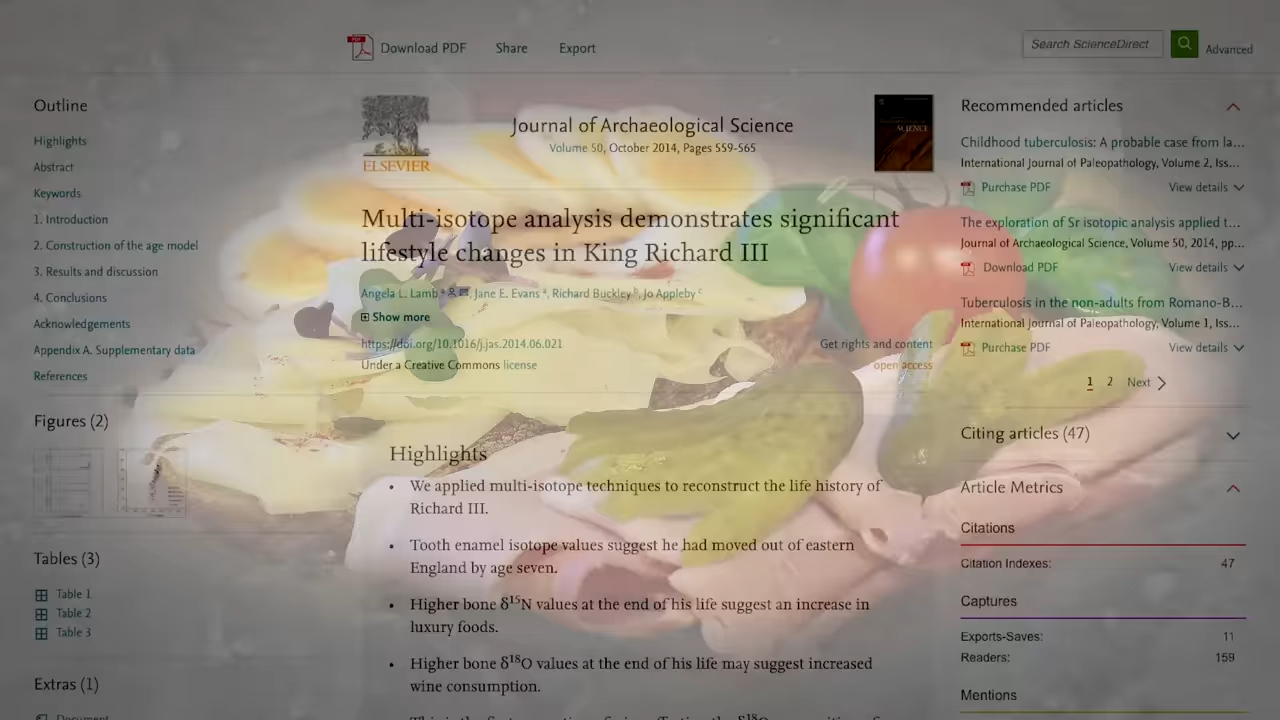 Download PDF
Share
Export
Search ScienceDirect
Advanced
Outline
Highlights
Abstract
Keywords
1. Introduction
2. Construction of the age model
3. Results and discussion
4. Conclusions
Acknowledgements
Appendix A. Supplementary data
References
Figures (2)
Tables (3)
Table 1
Table 2
Table 3
Extras (1)
Document
ELSEVIER
Journal of Archaeological Science
Volume 50, October 2014, Pages 559-565
SCIENCE
Multi-isotope analysis demonstrates significant
lifestyle changes in King Richard III
Angela L. Lamb a, Jane E. Evans a, Richard Buckley b, Jo Appleby c
Show more
https://doi.org/10.1016/j.jas.2014.06.021
Get rights and content
Under a Creative Commons license
open access
Highlights
• We applied multi-isotope techniques to reconstruct the life history of
Richard III.
• Tooth enamel isotope values suggest he had moved out of eastern
England by age seven.
• Higher bone δ15N values at the end of his life suggest an increase in
luxury foods.
• Higher bone δ18O values at the end of his life may suggest increased
wine consumption.
Recommended articles
Childhood tuberculosis: A probable case from la...
International Journal of Paleopathology, Volume 2, Iss...
Purchase PDF
View details
The exploration of Sr isotopic analysis applied t...
Journal of Archaeological Science, Volume 50, 2014, pp...
Download PDF
View details
Tuberculosis in the non-adults from Romano-B...
International Journal of Paleopathology, Volume 1, Iss...
Purchase PDF
View details
1 2 Next
Citing articles (47)
Article Metrics
Citations
Citation Indexes: 47
Captures
Exports-Saves: 11
Readers: 159
Mentions